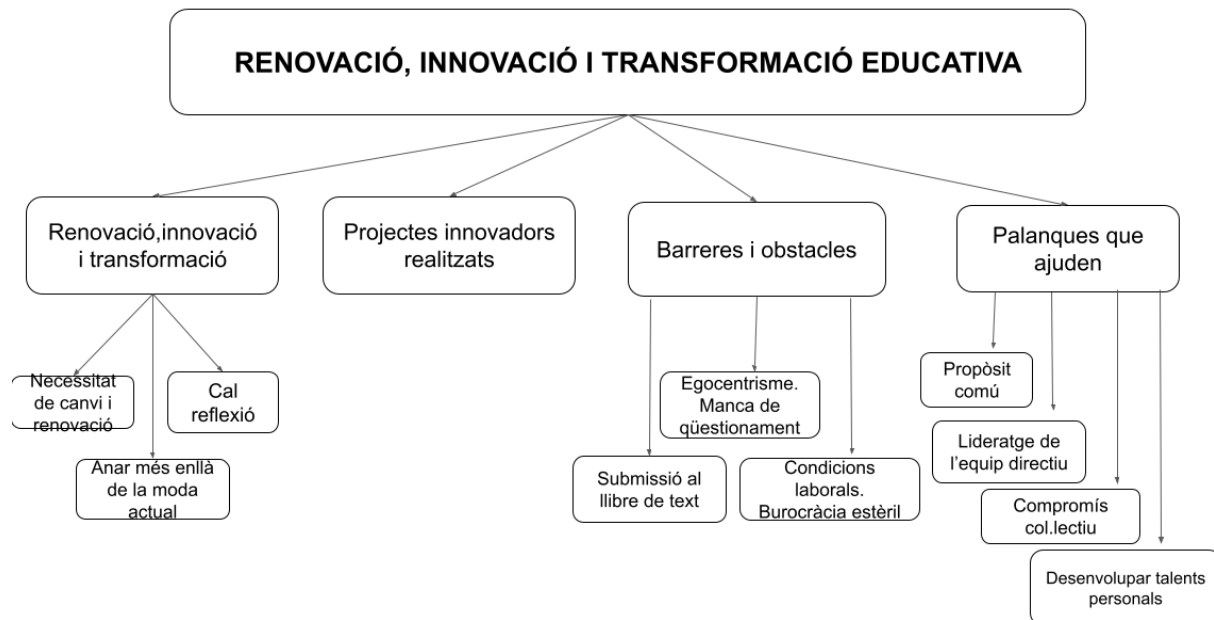 RENOVACIÓ, INNOVACIÓ I TRANSFORMACIÓ EDUCATIVA
Renovació,innovació
i transformació
Projectes innovadors
realitzats
Barreres i obstacles
Palanques que
ajuden
Necessitat
de canvi i
renovació
Cal
reflexió
Anar més enllà
de la moda
actual
Egocentrisme.
Manca de
qüestionament
Submissió al
llibre de text
Condicions
laborals.
Burocràcia estèril
Propòsit
comú
Lideratge de
l'equip directiu
Compromís
col.lectiu
Desenvolupar talents
personals